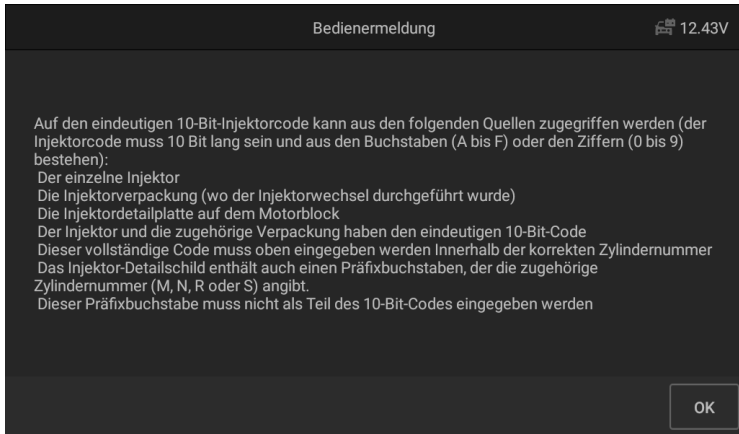 Bedienermeldung
12.43V
Auf den eindeutigen 10-Bit-Injektorcode kann aus den folgenden Quellen zugegriffen werden (der
Injektorcode muss 10 Bit lang sein und aus den Buchstaben (A bis F) oder den Ziffern (0 bis 9)
bestehen):
Der einzelne Injektor
Die Injektorverpackung (wo der Injektorwechsel durchgeführt wurde)
Die Injektordetailplatte auf dem Motorblock
Der Injektor und die zugehörige Verpackung haben den eindeutigen 10-Bit-Code
Dieser vollständige Code muss oben eingegeben werden Innerhalb der korrekten Zylindernummer
Das Injektor-Detailschild enthält auch einen Präfixbuchstaben, der die zugehörige
Zylindernummer (M, N, R oder S) angibt.
Dieser Präfixbuchstabe muss nicht als Teil des 10-Bit-Codes eingegeben werden
OK